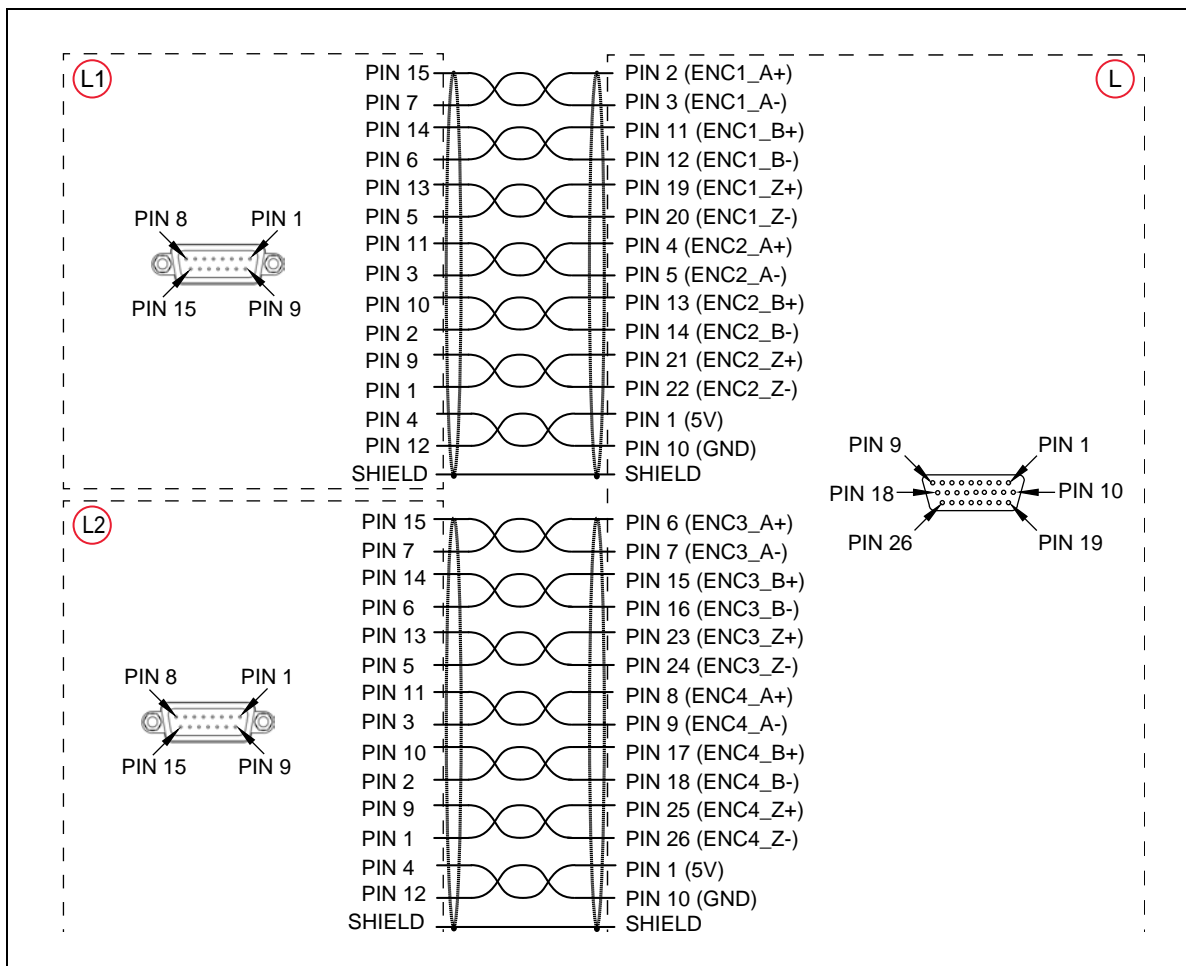 L1
PIN 15
PIN 7
PIN 14
PIN 6
PIN 13
PIN 5
PIN 11
PIN 3
PIN 10
PIN 2
PIN 9
PIN 1
PIN 4
PIN 12
SHIELD
PIN 8
PIN 1
PIN 15
PIN 9
L2
PIN 15
PIN 7
PIN 14
PIN 6
PIN 13
PIN 5
PIN 11
PIN 3
PIN 10
PIN 2
PIN 9
PIN 1
PIN 4
PIN 12
SHIELD
PIN 8
PIN 1
PIN 15
PIN 9
L
PIN 2 (ENC1_A+)
PIN 3 (ENC1_A-)
PIN 11 (ENC1_B+)
PIN 12 (ENC1_B-)
PIN 19 (ENC1_Z+)
PIN 20 (ENC1_Z-)
PIN 4 (ENC2_A+)
PIN 5 (ENC2_A-)
PIN 13 (ENC2_B+)
PIN 14 (ENC2_B-)
PIN 21 (ENC2_Z+)
PIN 22 (ENC2_Z-)
PIN 1 (5V)
PIN 10 (GND)
SHIELD
PIN 6 (ENC3_A+)
PIN 7 (ENC3_A-)
PIN 15 (ENC3_B+)
PIN 16 (ENC3_B-)
PIN 23 (ENC3_Z+)
PIN 24 (ENC3_Z-)
PIN 8 (ENC4_A+)
PIN 9 (ENC4_A-)
PIN 17 (ENC4_B+)
PIN 18 (ENC4_B-)
PIN 25 (ENC4_Z+)
PIN 26 (ENC4_Z-)
PIN 1 (5V)
PIN 10 (GND)
SHIELD
PIN 9
PIN 1
PIN 18
PIN 10
PIN 26
PIN 19